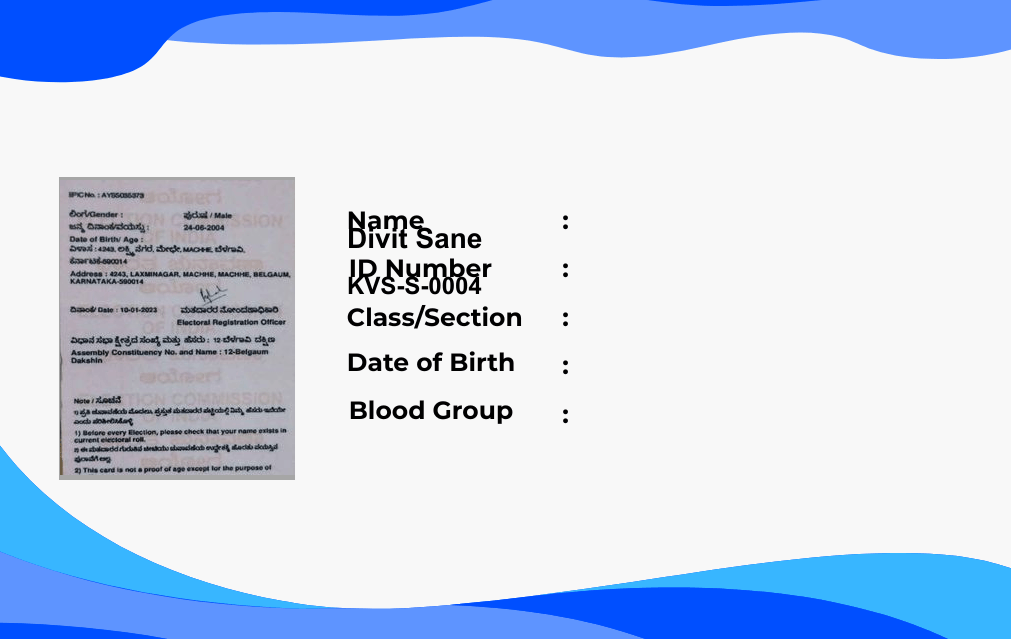 EPIC No. : AYS5035373
ಲಿಂಗ/Gender : ಪುರುಷ / Male
ಜನ್ಮ ದಿನಾಂಕ/ವಯಸ್ಸು : 24-06-2004
Date of Birth/ Age :
ವಿಳಾಸ : 4243, ಲಕ್ಷ್ಮಿನಗರ, ಮಚ್ಛೇ, MACHHE, ಬೆಳಗಾವಿ,
ಕರ್ನಾಟಕ-590014
Address : 4243, LAXMINAGAR, MACHHE, MACHHE, BELGAUM,
KARNATAKA-590014
ದಿನಾಂಕ/ Date : 10-01-2023 ಮತದಾರರ ನೋಂದಣಾಧಿಕಾರಿ
Electoral Registration Officer
ವಿಧಾನ ಸಭಾ ಕ್ಷೇತ್ರದ ಸಂಖ್ಯೆ ಮತ್ತು ಹೆಸರು : 12-ಬೆಳಗಾವಿ ದಕ್ಷಿಣ
Assembly Constituency No. and Name : 12-Belgaum
Dakshin
Note / ಸೂಚನೆ
1) Before every Election, please check that your name exists in
current electoral roll.
2) This card is not a proof of age except for the purpose of
Name :
Divit Sane
ID Number :
KVS-S-0004
Class/Section :
Date of Birth :
Blood Group :